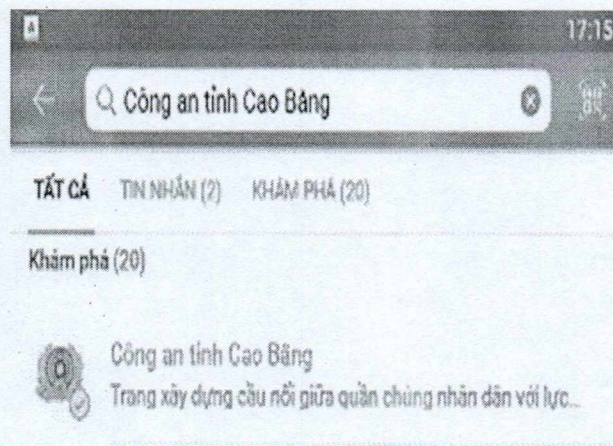 17:15
Công an tỉnh Cao Bằng
TẤT CẢ TIN NHẮN (2) KHÁM PHÁ (20)
Khám phá (20)
Công an tỉnh Cao Bằng
Trang xây dựng cầu nối giữa quần chúng nhân dân với lực...